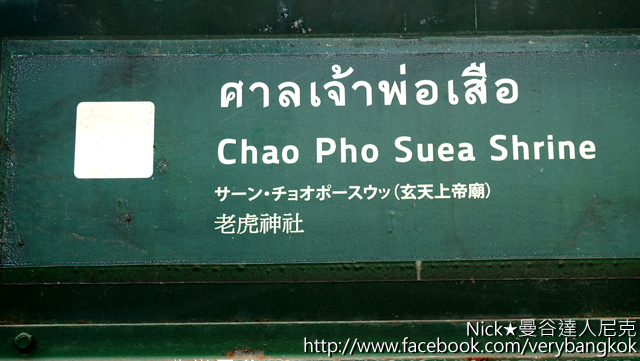 ศาลเจ้าพ่อเสือ
Chao Pho Suea Shrine
サーン・チョオポースウッ(玄天上帝廟)
老虎神社
Nick★曼谷達人尼克
http://www.facebook.com/verybangkok